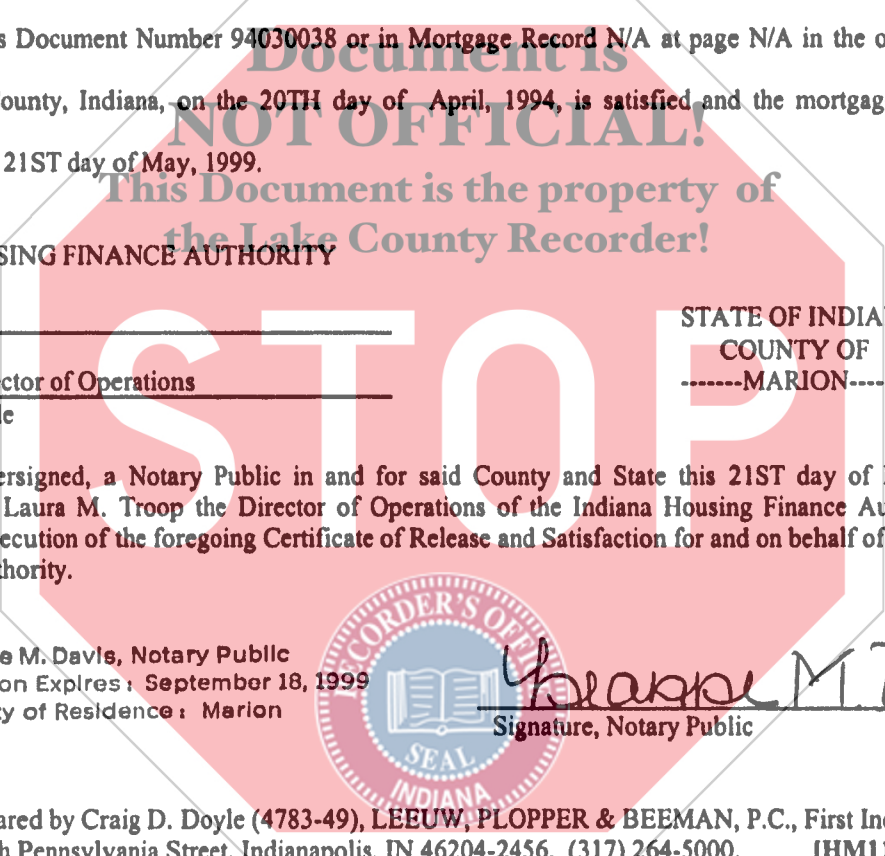 s Document Number 94030038 or in Mortgage Record N/A at page N/A in the o
Document is
ounty, Indiana, on the 20TH day of April, 1994, is satisfied and the mortgag
NOT OFFICIAL!
21ST day of May, 1999.
This Document is the property of
the Lake County Recorder!
SING FINANCE AUTHORITY
STOP
STATE OF INDIA
COUNTY OF
ctor of Operations
-------MARION----
le
ersigned, a Notary Public in and for said County and State this 21ST day of
Laura M. Troop the Director of Operations of the Indiana Housing Finance Au
ecution of the foregoing Certificate of Release and Satisfaction for and on behalf of
thority.
RECORDER'S OFFI
e M. Davis, Notary Public
on Expires: September 18, 1999
ty of Residence: Marion
Signature, Notary Public
SEAL
INDIANA
ared by Craig D. Doyle (4783-49), LEEUW, PLOPPER & BEEMAN, P.C., First In
h Pennsylvania Street, Indianapolis, IN 46204-2456, (317) 264-5000. [HM1